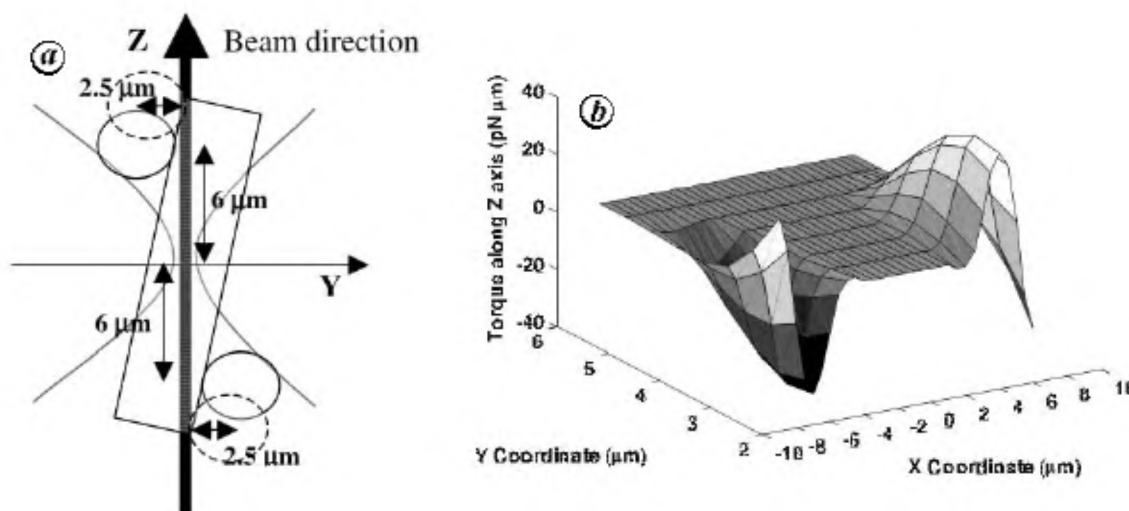 a
Z
Beam direction
2.5 μm
6 μm
Y
6 μm
2.5 μm
b
Torque along Z axis (pN μm)
40
20
0
-20
-40
6
5
4
3
2
Y Coordinate (μm)
-10 -8 -6 -4 -2 0 2 4 6 8 10
X Coordinate (μm)